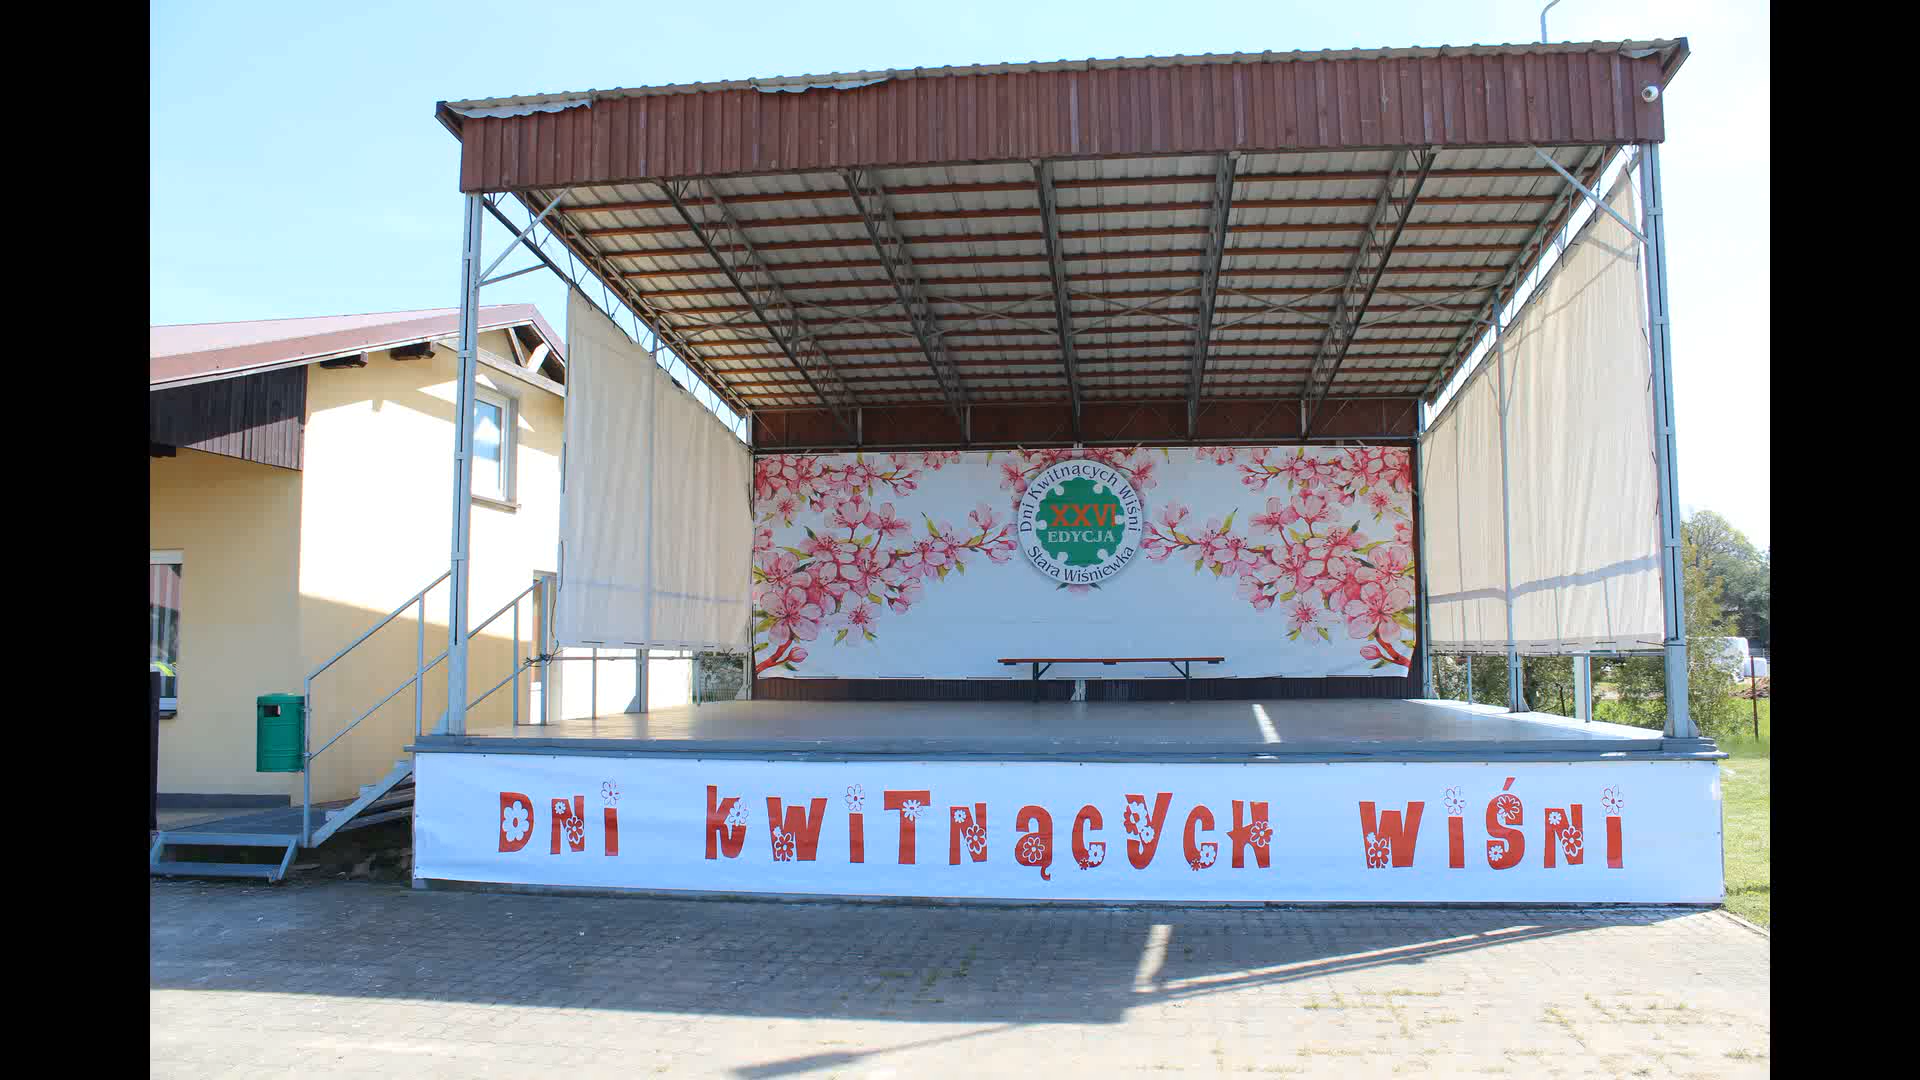 Dni Kwitnących Wiśni
XXVI
EDYCJA
Stara Wiśniewka
DNi KWiTNąCYCH WiŚNi